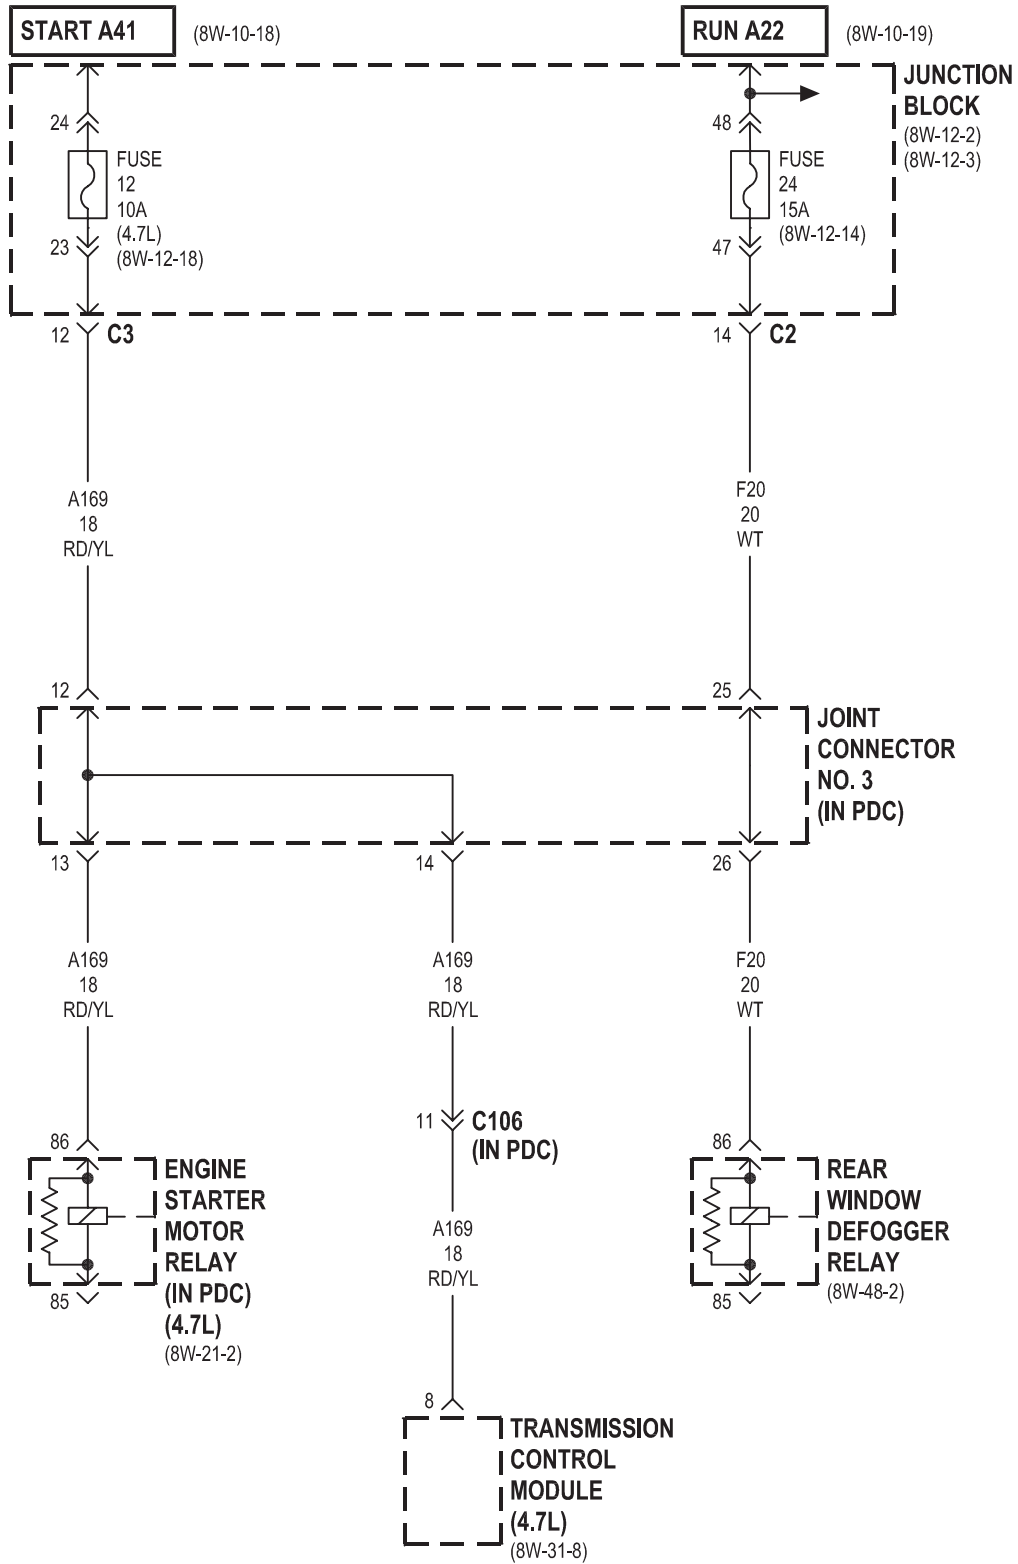 START A41
(8W-10-18)
RUN A22
(8W-10-19)
JUNCTION
BLOCK
(8W-12-2)
(8W-12-3)
24
FUSE
12
10A
(4.7L)
(8W-12-18)
23
48
FUSE
24
15A
(8W-12-14)
47
12
C3
14
C2
A169
18
RD/YL
F20
20
WT
12
25
JOINT
CONNECTOR
NO. 3
(IN PDC)
13
14
26
A169
18
RD/YL
A169
18
RD/YL
F20
20
WT
11
C106
(IN PDC)
86
ENGINE
STARTER
MOTOR
RELAY
(IN PDC)
(4.7L)
(8W-21-2)
85
A169
18
RD/YL
86
REAR
WINDOW
DEFOGGER
RELAY
(8W-48-2)
85
8
TRANSMISSION
CONTROL
MODULE
(4.7L)
(8W-31-8)